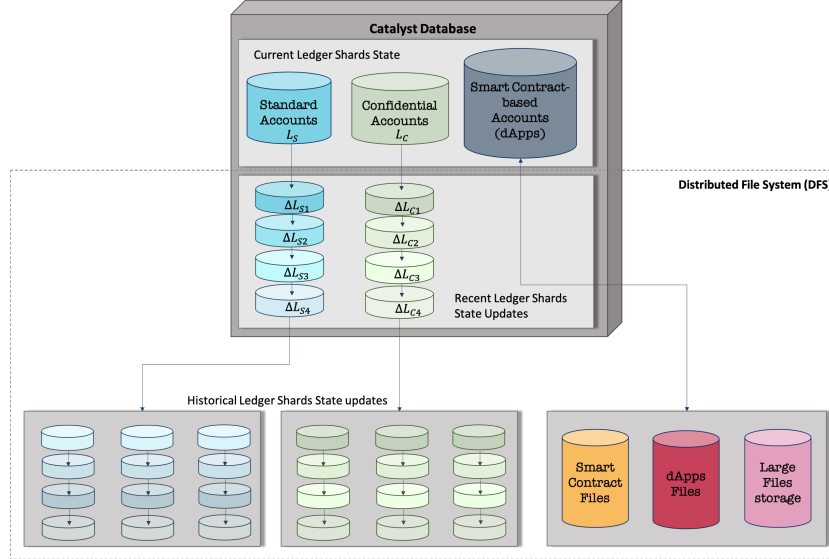 Catalyst Database
Current Ledger Shards State
Standard
Accounts
L_S
Confidential
Accounts
L_C
Smart Contract-
based
Accounts
(dApps)
Distributed File System (DFS)
ΔL_S1
ΔL_S2
ΔL_S3
ΔL_S4
ΔL_C1
ΔL_C2
ΔL_C3
ΔL_C4
Recent Ledger Shards
State Updates
Historical Ledger Shards State updates
Smart
Contract
Files
dApps
Files
Large
Files
storage